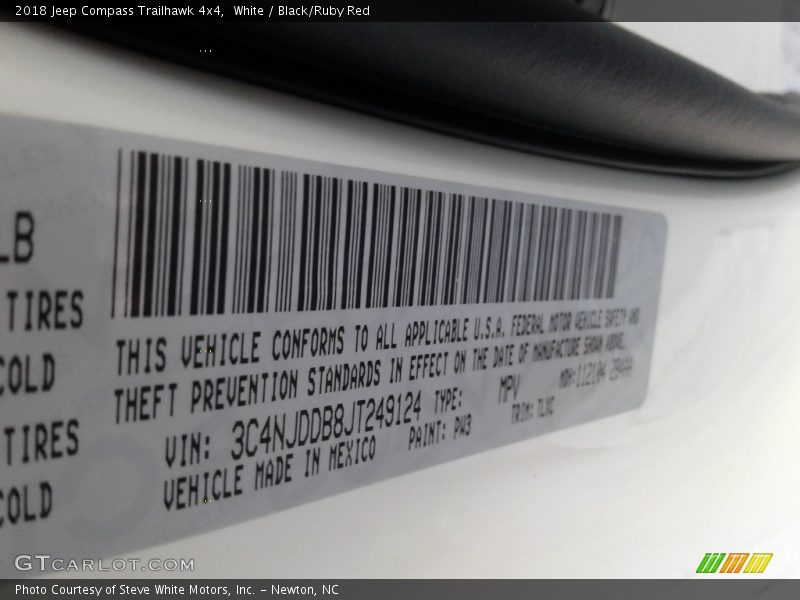 2018 Jeep Compass Trailhawk 4x4,  White / Black/Ruby Red
LB
TIRES
COLD
TIRES
COLD
THIS VEHICLE CONFORMS TO ALL APPLICABLE U.S.A. FEDERAL MOTOR VEHICLE SAFETY AND
THEFT PREVENTION STANDARDS IN EFFECT ON THE DATE OF MANUFACTURE SHOWN ABOVE.
VIN: 3C4NJDDB8JT249124 TYPE: MPV MDH:
VEHICLE MADE IN MEXICO PAINT: PW3 TRIM:
GTCARLOT.COM
Photo Courtesy of Steve White Motors, Inc. – Newton, NC